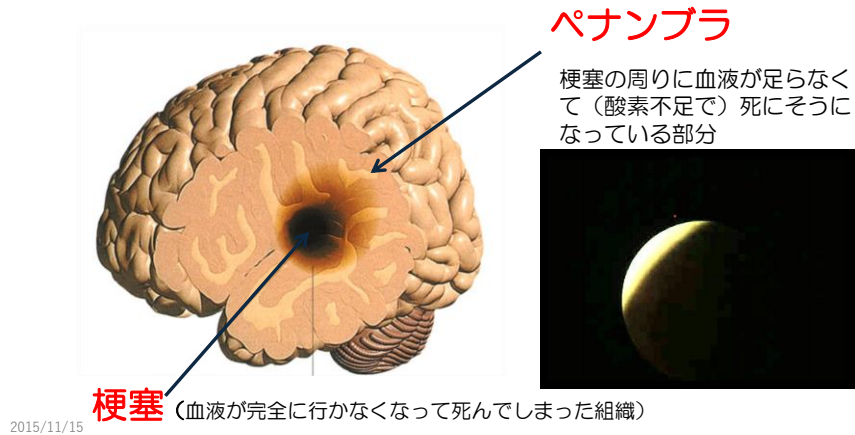 ペナンブラ
梗塞の周りに血液が足らなく
て（酸素不足で）死にそうに
なっている部分
梗塞（血液が完全に行かなくなって死んでしまった組織）
2015/11/15